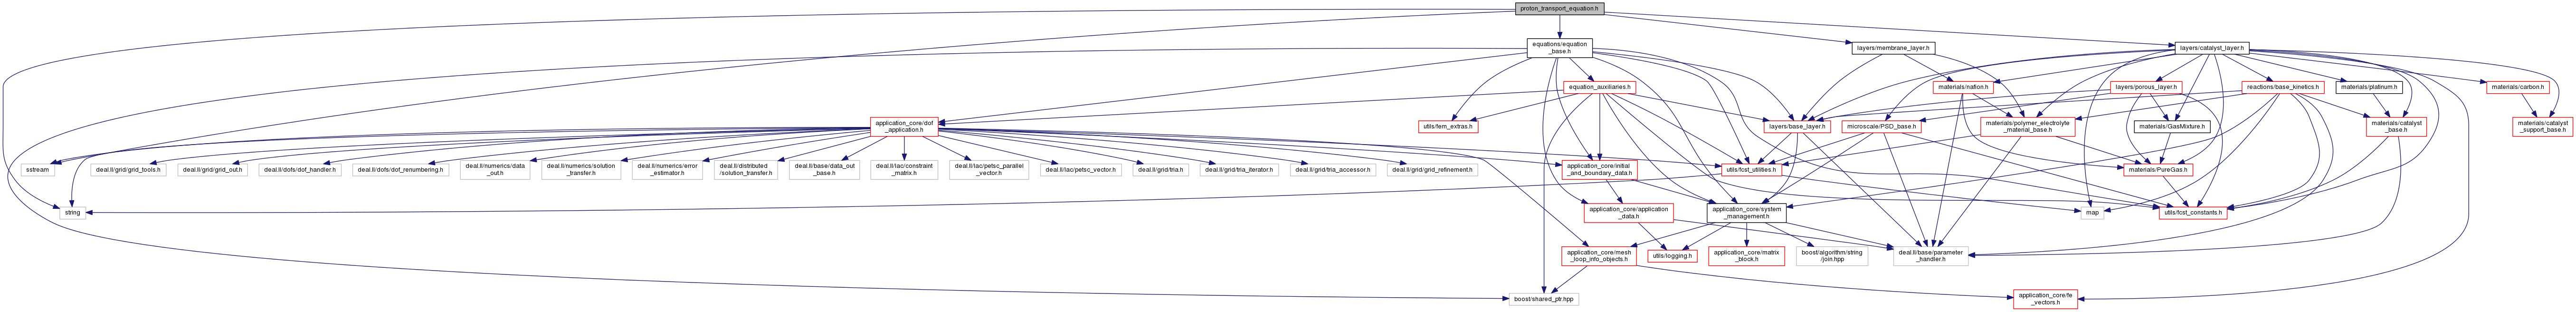 proton_transport_equation.h
equations/equation
_base.h
layers/membrane_layer.h
layers/catalyst_layer.h
equation_auxiliaries.h
materials/nafion.h
layers/porous_layer.h
reactions/base_kinetics.h
materials/platinum.h
materials/carbon.h
application_core/dof
_application.h
utils/fem_extras.h
layers/base_layer.h
microscale/PSD_base.h
materials/polymer_electrolyte
_material_base.h
materials/GasMixture.h
materials/catalyst
_base.h
materials/catalyst
_support_base.h
sstream
deal.II/grid/grid_tools.h
deal.II/grid/grid_out.h
deal.II/dofs/dof_handler.h
deal.II/dofs/dof_renumbering.h
deal.II/numerics/data
_out.h
deal.II/numerics/solution
_transfer.h
deal.II/numerics/error
_estimator.h
deal.II/distributed
/solution_transfer.h
deal.II/base/data_out
_base.h
deal.II/lac/constraint
_matrix.h
deal.II/lac/petsc_parallel
_vector.h
deal.II/lac/petsc_vector.h
deal.II/grid/tria.h
deal.II/grid/tria_iterator.h
deal.II/grid/tria_accessor.h
deal.II/grid/grid_refinement.h
application_core/initial
_and_boundary_data.h
utils/fcst_utilities.h
materials/PureGas.h
string
application_core/application
_data.h
application_core/system
_management.h
map
utils/fcst_constants.h
application_core/mesh
_loop_info_objects.h
utils/logging.h
application_core/matrix
_block.h
boost/algorithm/string
/join.hpp
deal.II/base/parameter
_handler.h
boost/shared_ptr.hpp
application_core/fe
_vectors.h